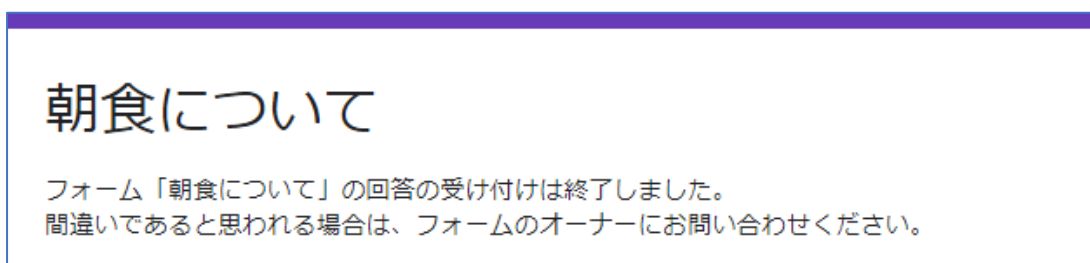 朝食について
フォーム「朝食について」の回答の受け付けは終了しました。
間違いであると思われる場合は、フォームのオーナーにお問い合わせください。